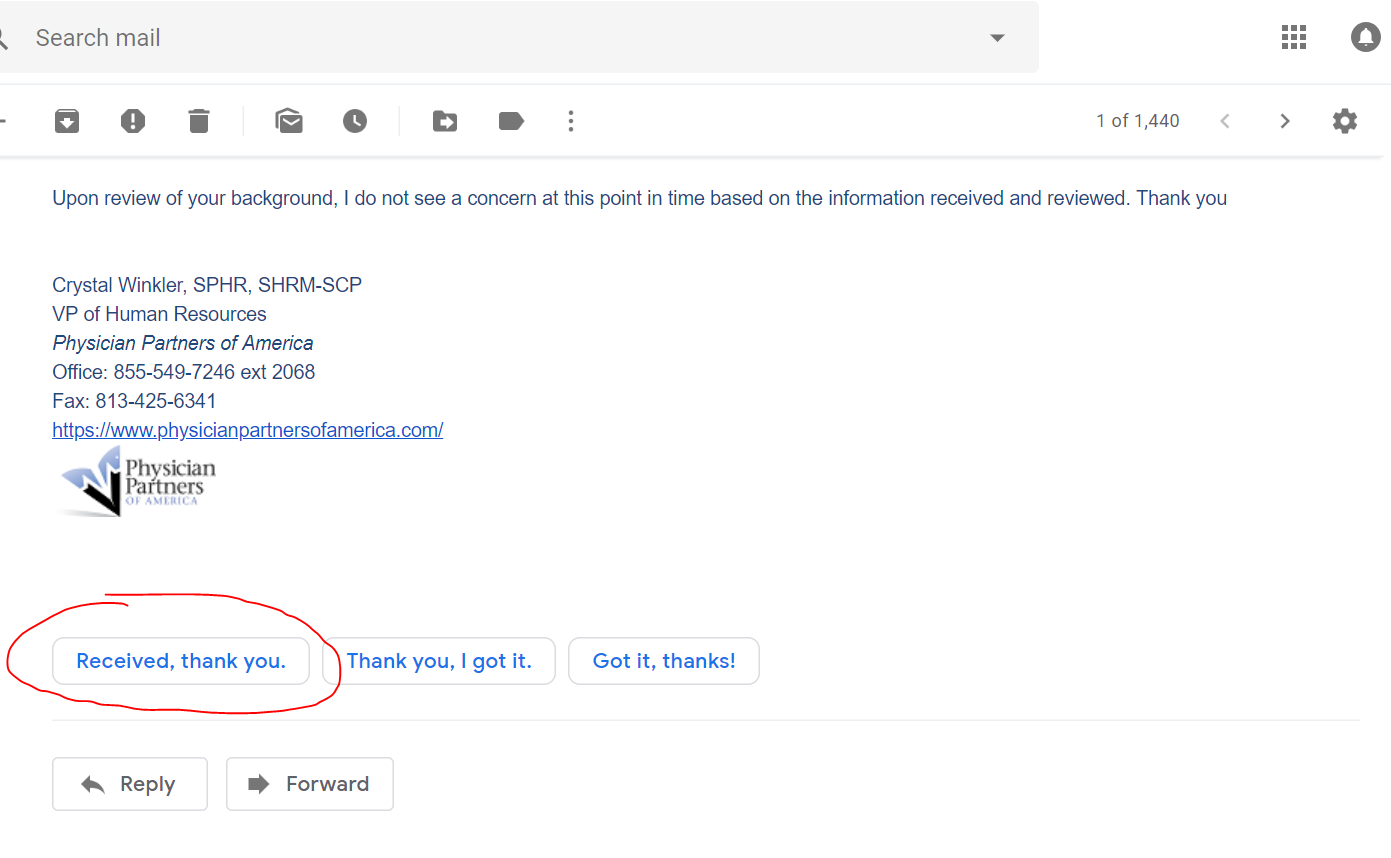 Search mail
1 of 1,440
Upon review of your background, I do not see a concern at this point in time based on the information received and reviewed. Thank you
Crystal Winkler, SPHR, SHRM-SCP
VP of Human Resources
Physician Partners of America
Office: 855-549-7246 ext 2068
Fax: 813-425-6341
https://www.physicianpartnersofamerica.com/
Physician
Partners
OF AMERICA
Received, thank you.
Thank you, I got it.
Got it, thanks!
Reply
Forward